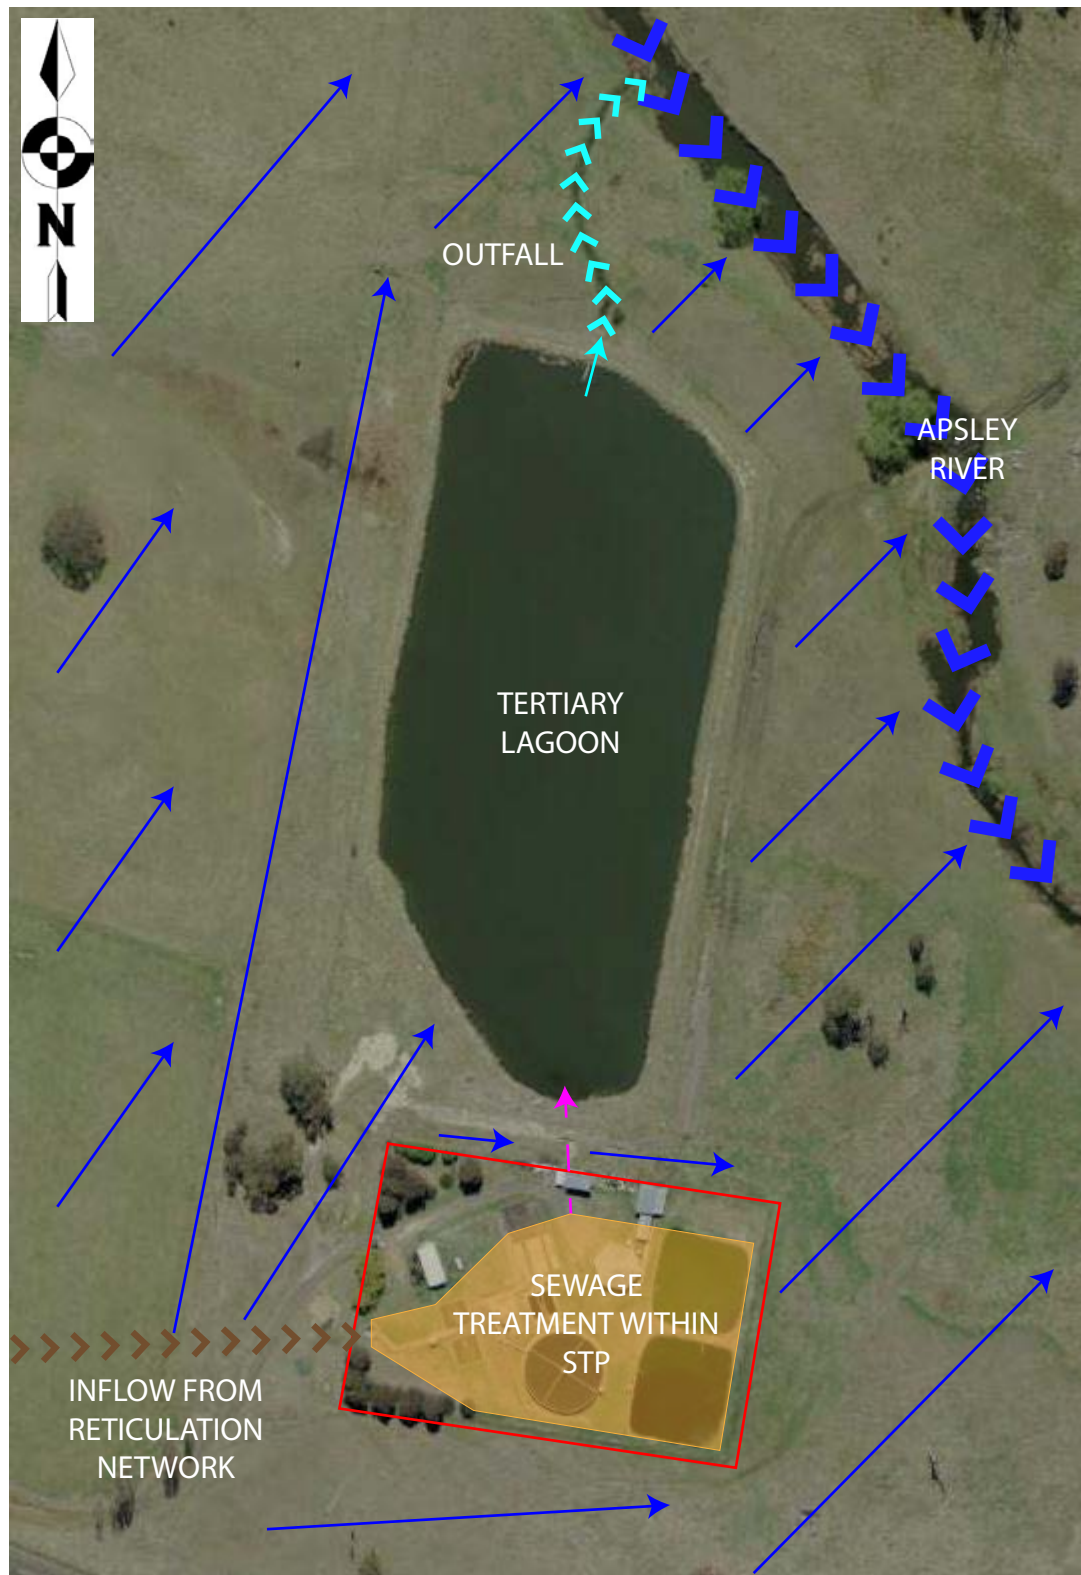 N
OUTFALL
APSLEY
RIVER
TERTIARY
LAGOON
SEWAGE
TREATMENT WITHIN
STP
INFLOW FROM
RETICULATION
NETWORK